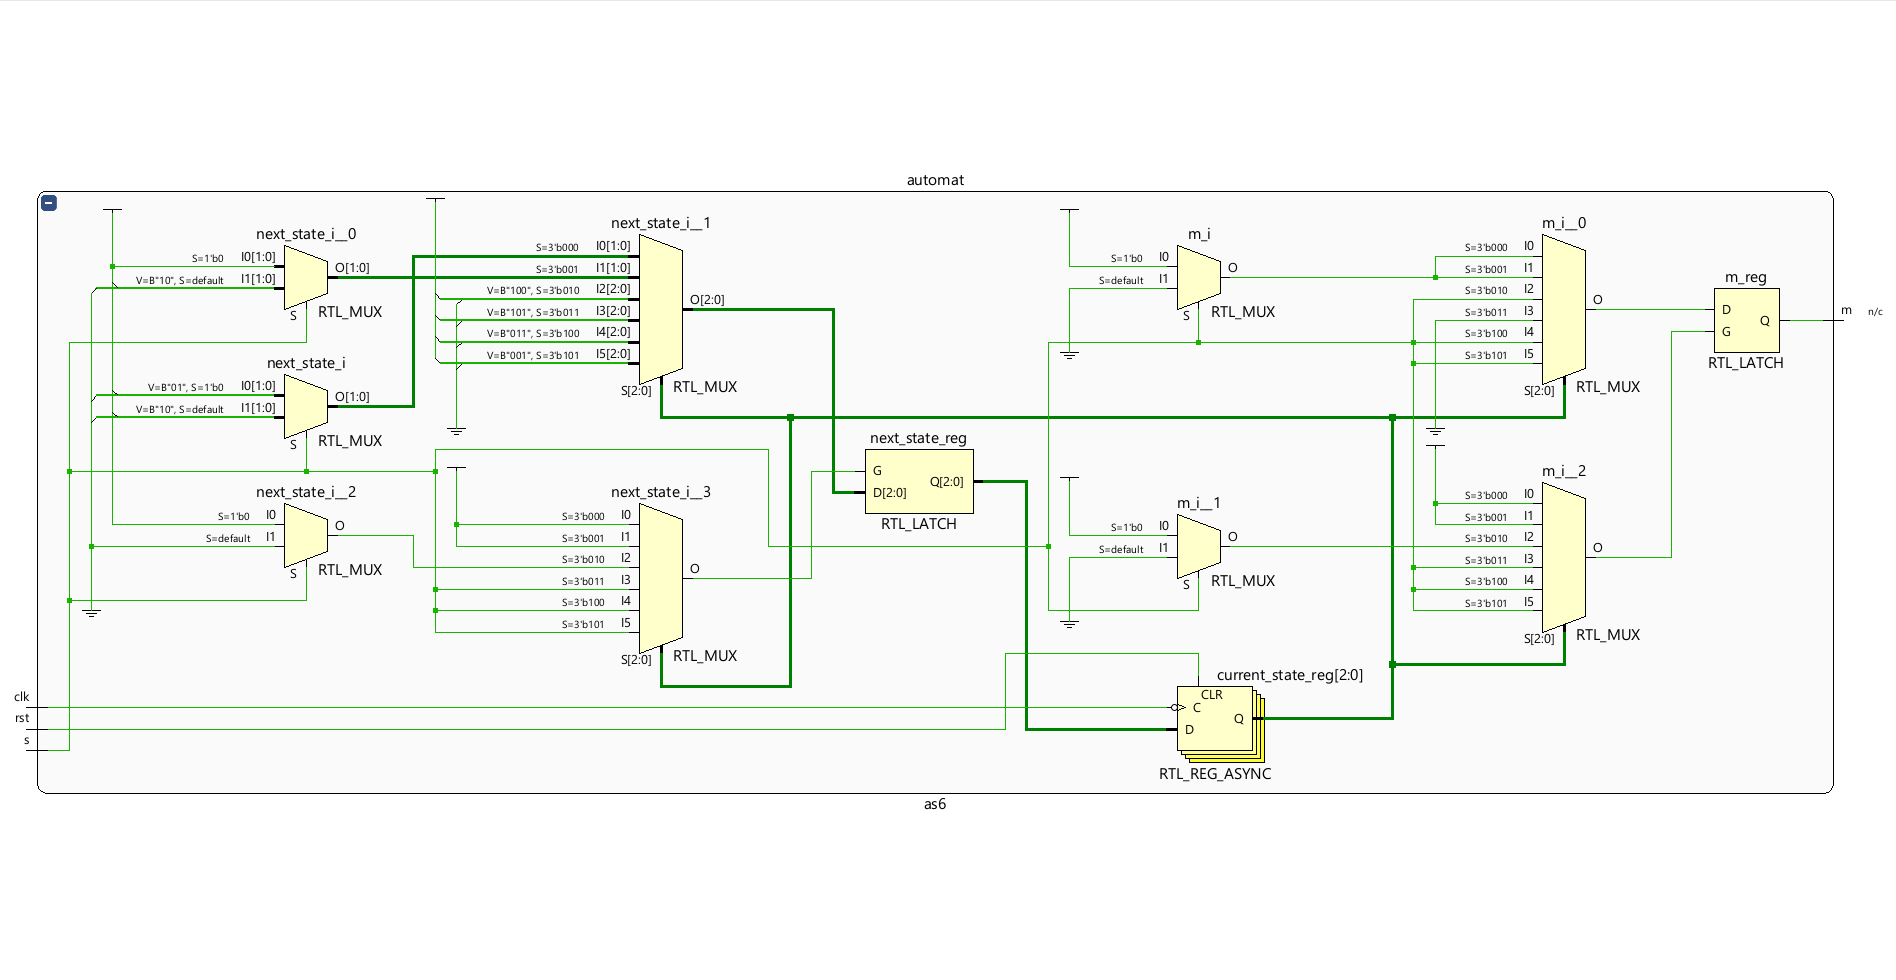 automat
next_state_i__0
S=1'b0 I0[1:0]
V=B"10", S=default I1[1:0]
O[1:0]
S
RTL_MUX
next_state_i
V=B"01", S=1'b0 I0[1:0]
V=B"10", S=default I1[1:0]
O[1:0]
S
RTL_MUX
next_state_i__2
S=1'b0 I0
S=default I1
O
S
RTL_MUX
next_state_i__1
S=3'b000 I0[1:0]
S=3'b001 I1[1:0]
V=B"100", S=3'b010 I2[2:0]
V=B"101", S=3'b011 I3[2:0]
V=B"011", S=3'b100 I4[2:0]
V=B"001", S=3'b101 I5[2:0]
O[2:0]
S[2:0]
RTL_MUX
next_state_i__3
S=3'b000 I0
S=3'b001 I1
S=3'b010 I2
S=3'b011 I3
S=3'b100 I4
S=3'b101 I5
O
S[2:0]
RTL_MUX
next_state_reg
G
D[2:0]
Q[2:0]
RTL_LATCH
m_i
S=1'b0 I0
S=default I1
O
S
RTL_MUX
m_i__1
S=1'b0 I0
S=default I1
O
S
RTL_MUX
current_state_reg[2:0]
CLR
C
D
Q
RTL_REG_ASYNC
m_i__0
S=3'b000 I0
S=3'b001 I1
S=3'b010 I2
S=3'b011 I3
S=3'b100 I4
S=3'b101 I5
O
S[2:0]
RTL_MUX
m_i__2
S=3'b000 I0
S=3'b001 I1
S=3'b010 I2
S=3'b011 I3
S=3'b100 I4
S=3'b101 I5
O
S[2:0]
RTL_MUX
m_reg
D
G
Q
RTL_LATCH
m n/c
clk
rst
s
as6